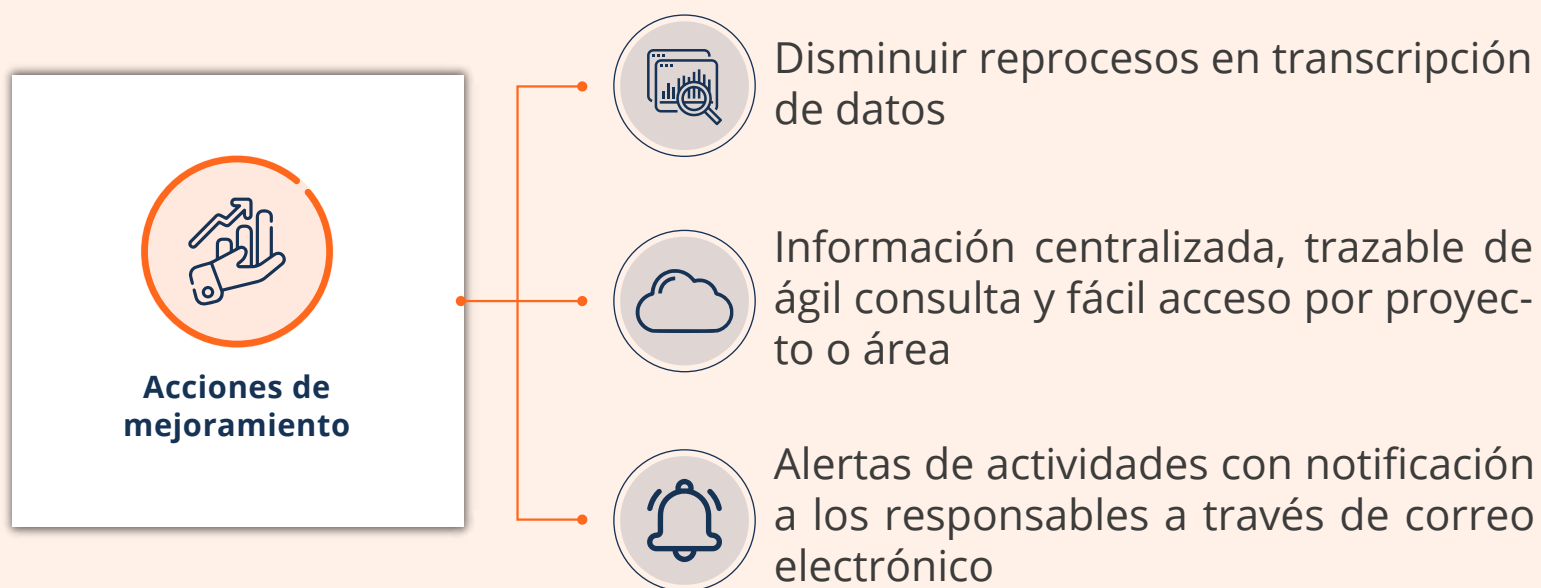 Acciones de
mejoramiento
Disminuir reprocesos en transcripción
de datos
Información centralizada, trazable de
ágil consulta y fácil acceso por proyec-
to o área
Alertas de actividades con notificación
a los responsables a través de correo
electrónico